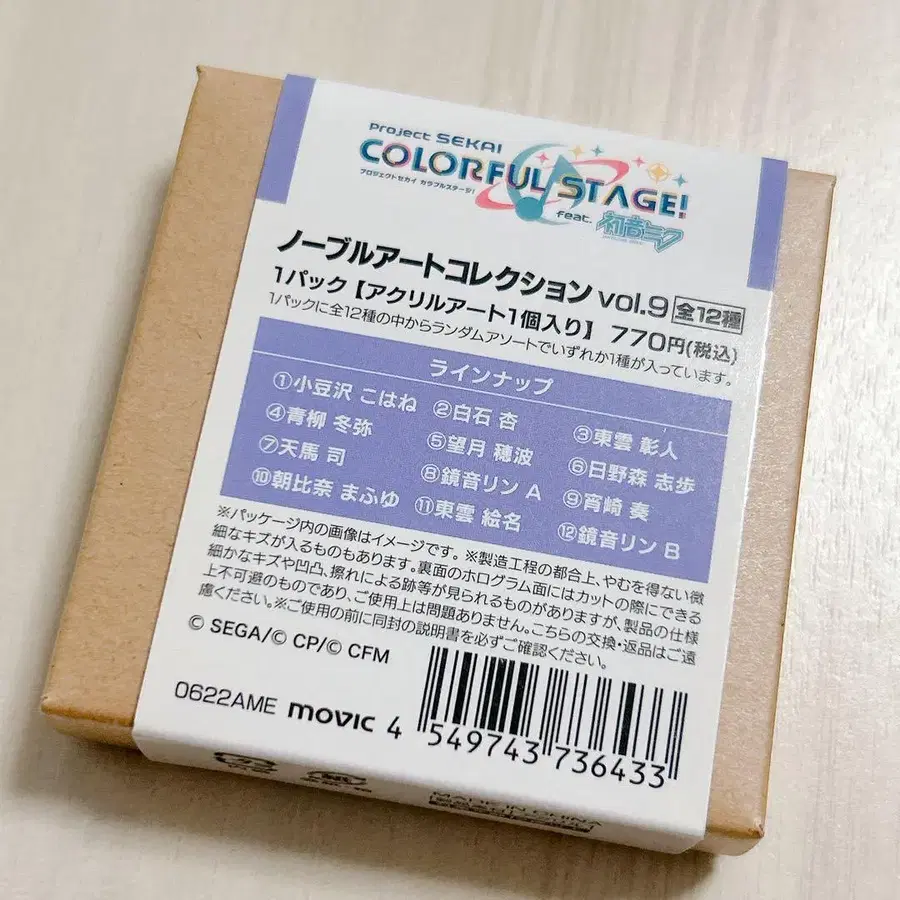 Project SEKAI
COLORFUL STAGE!
プロジェクトセカイ カラフルステージ!
feat. 初音ミク
ノーブルアートコレクション vol.9 全12種
1パック【アクリルアート1個入り】 770円(税込)
1パックに全12種の中からランダムアソートでいずれか1種が入っています。
ラインナップ
①小豆沢 こはね ②白石 杏 ③東雲 彰人
④青柳 冬弥 ⑤望月 穂波 ⑥日野森 志歩
⑦天馬 司 ⑧鏡音リン A ⑨宵崎 奏
⑩朝比奈 まふゆ ⑪東雲 絵名 ⑫鏡音リン B
※パッケージ内の画像はイメージです。※製造工程の都合上、やむを得ない微
細なキズが入るものもあります。裏面のホログラム面にはカットの際にできる
細かなキズや凹凸、擦れによる跡等が見られるものがありますが、製品の仕様
上不可避のものであり、ご使用上は問題ありません。こちらの交換・返品はご遠
慮ください。※ご使用の前に同封の説明書を必ずご確認ください。
© SEGA/© CP/© CFM
0622AME movic 4 549743 736433
MADE IN CHINA